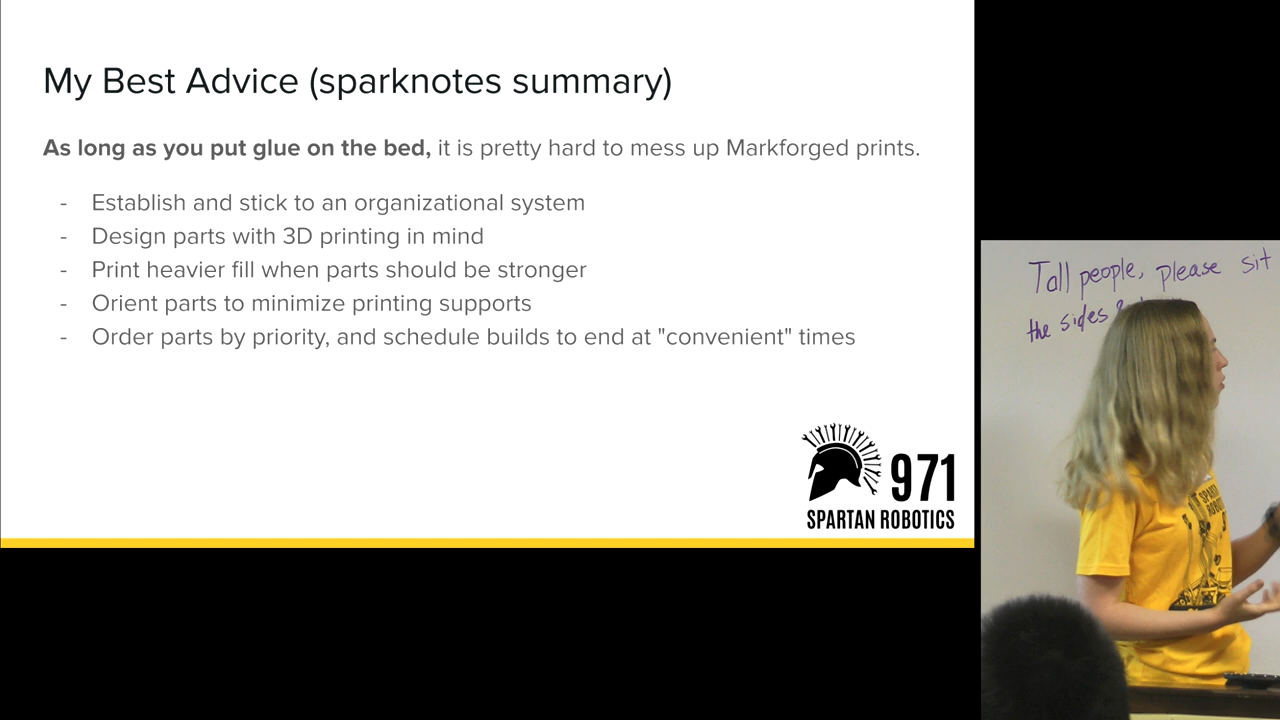 My Best Advice (sparknotes summary)
As long as you put glue on the bed, it is pretty hard to mess up Markforged prints.
- Establish and stick to an organizational system
- Design parts with 3D printing in mind
- Print heavier fill when parts should be stronger
- Orient parts to minimize printing supports
- Order parts by priority, and schedule builds to end at "convenient" times
971
SPARTAN ROBOTICS
Tall people, please sit
the sides